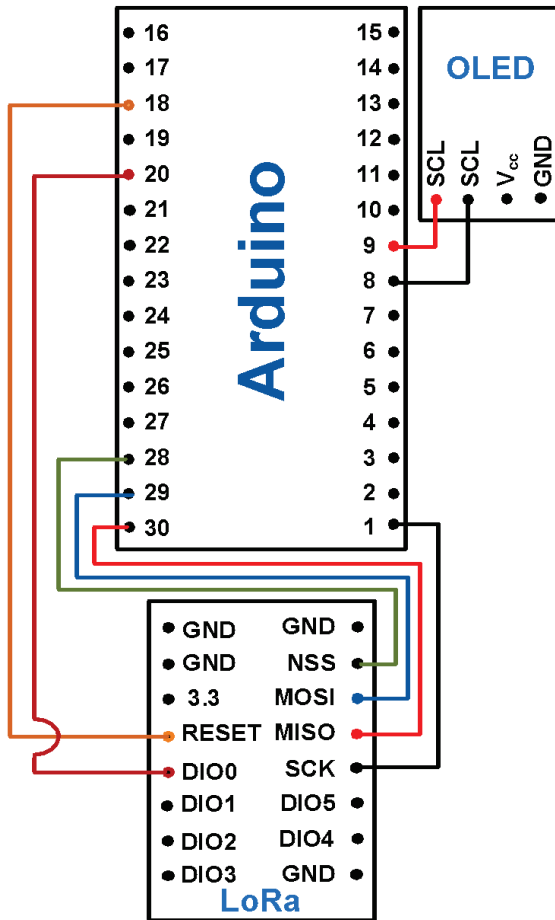 16 15
17 14
18 13
19 12
20 11
21 10
22 9
23 8
24 7
25 6
26 5
27 4
28 3
29 2
30 1
Arduino
OLED
SCL
SCL
Vcc
GND
GND GND
GND NSS
3.3 MOSI
RESET MISO
DIO0 SCK
DIO1 DIO5
DIO2 DIO4
DIO3 GND
LoRa